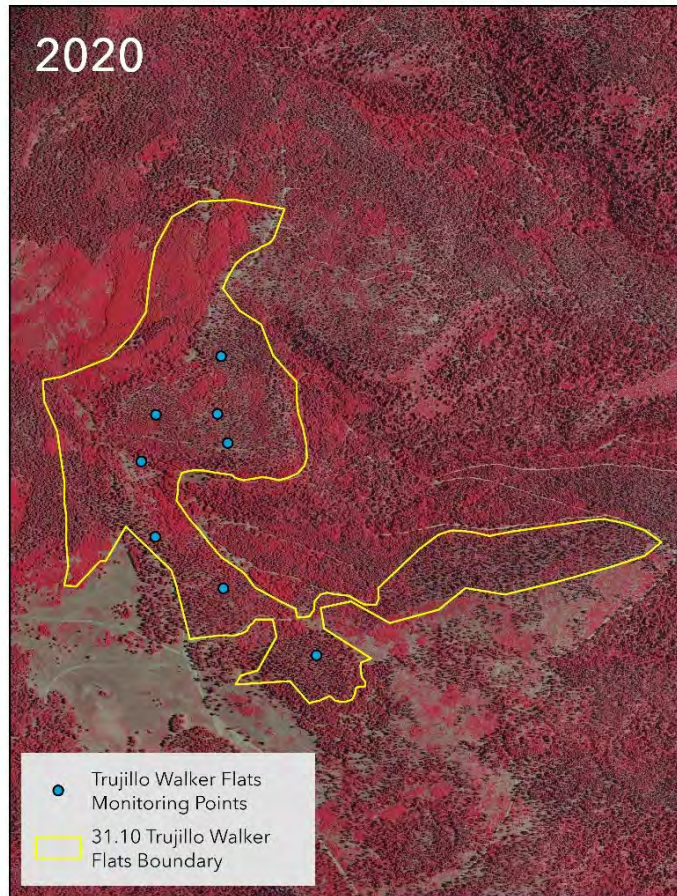 2020
Trujillo Walker Flats
Monitoring Points
31.10 Trujillo Walker
Flats Boundary